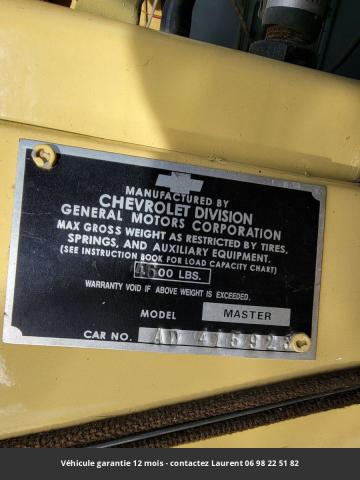 MANUFACTURED BY
CHEVROLET DIVISION
GENERAL MOTORS CORPORATION
MAX GROSS WEIGHT AS RESTRICTED BY TIRES,
SPRINGS, AND AUXILIARY EQUIPMENT.
(SEE INSTRUCTION BOOK FOR LOAD CAPACITY CHART)
4600 LBS.
WARRANTY VOID IF ABOVE WEIGHT IS EXCEEDED.
MODEL MASTER
CAR NO.
Véhicule garantie 12 mois - contactez Laurent 06 98 22 51 82